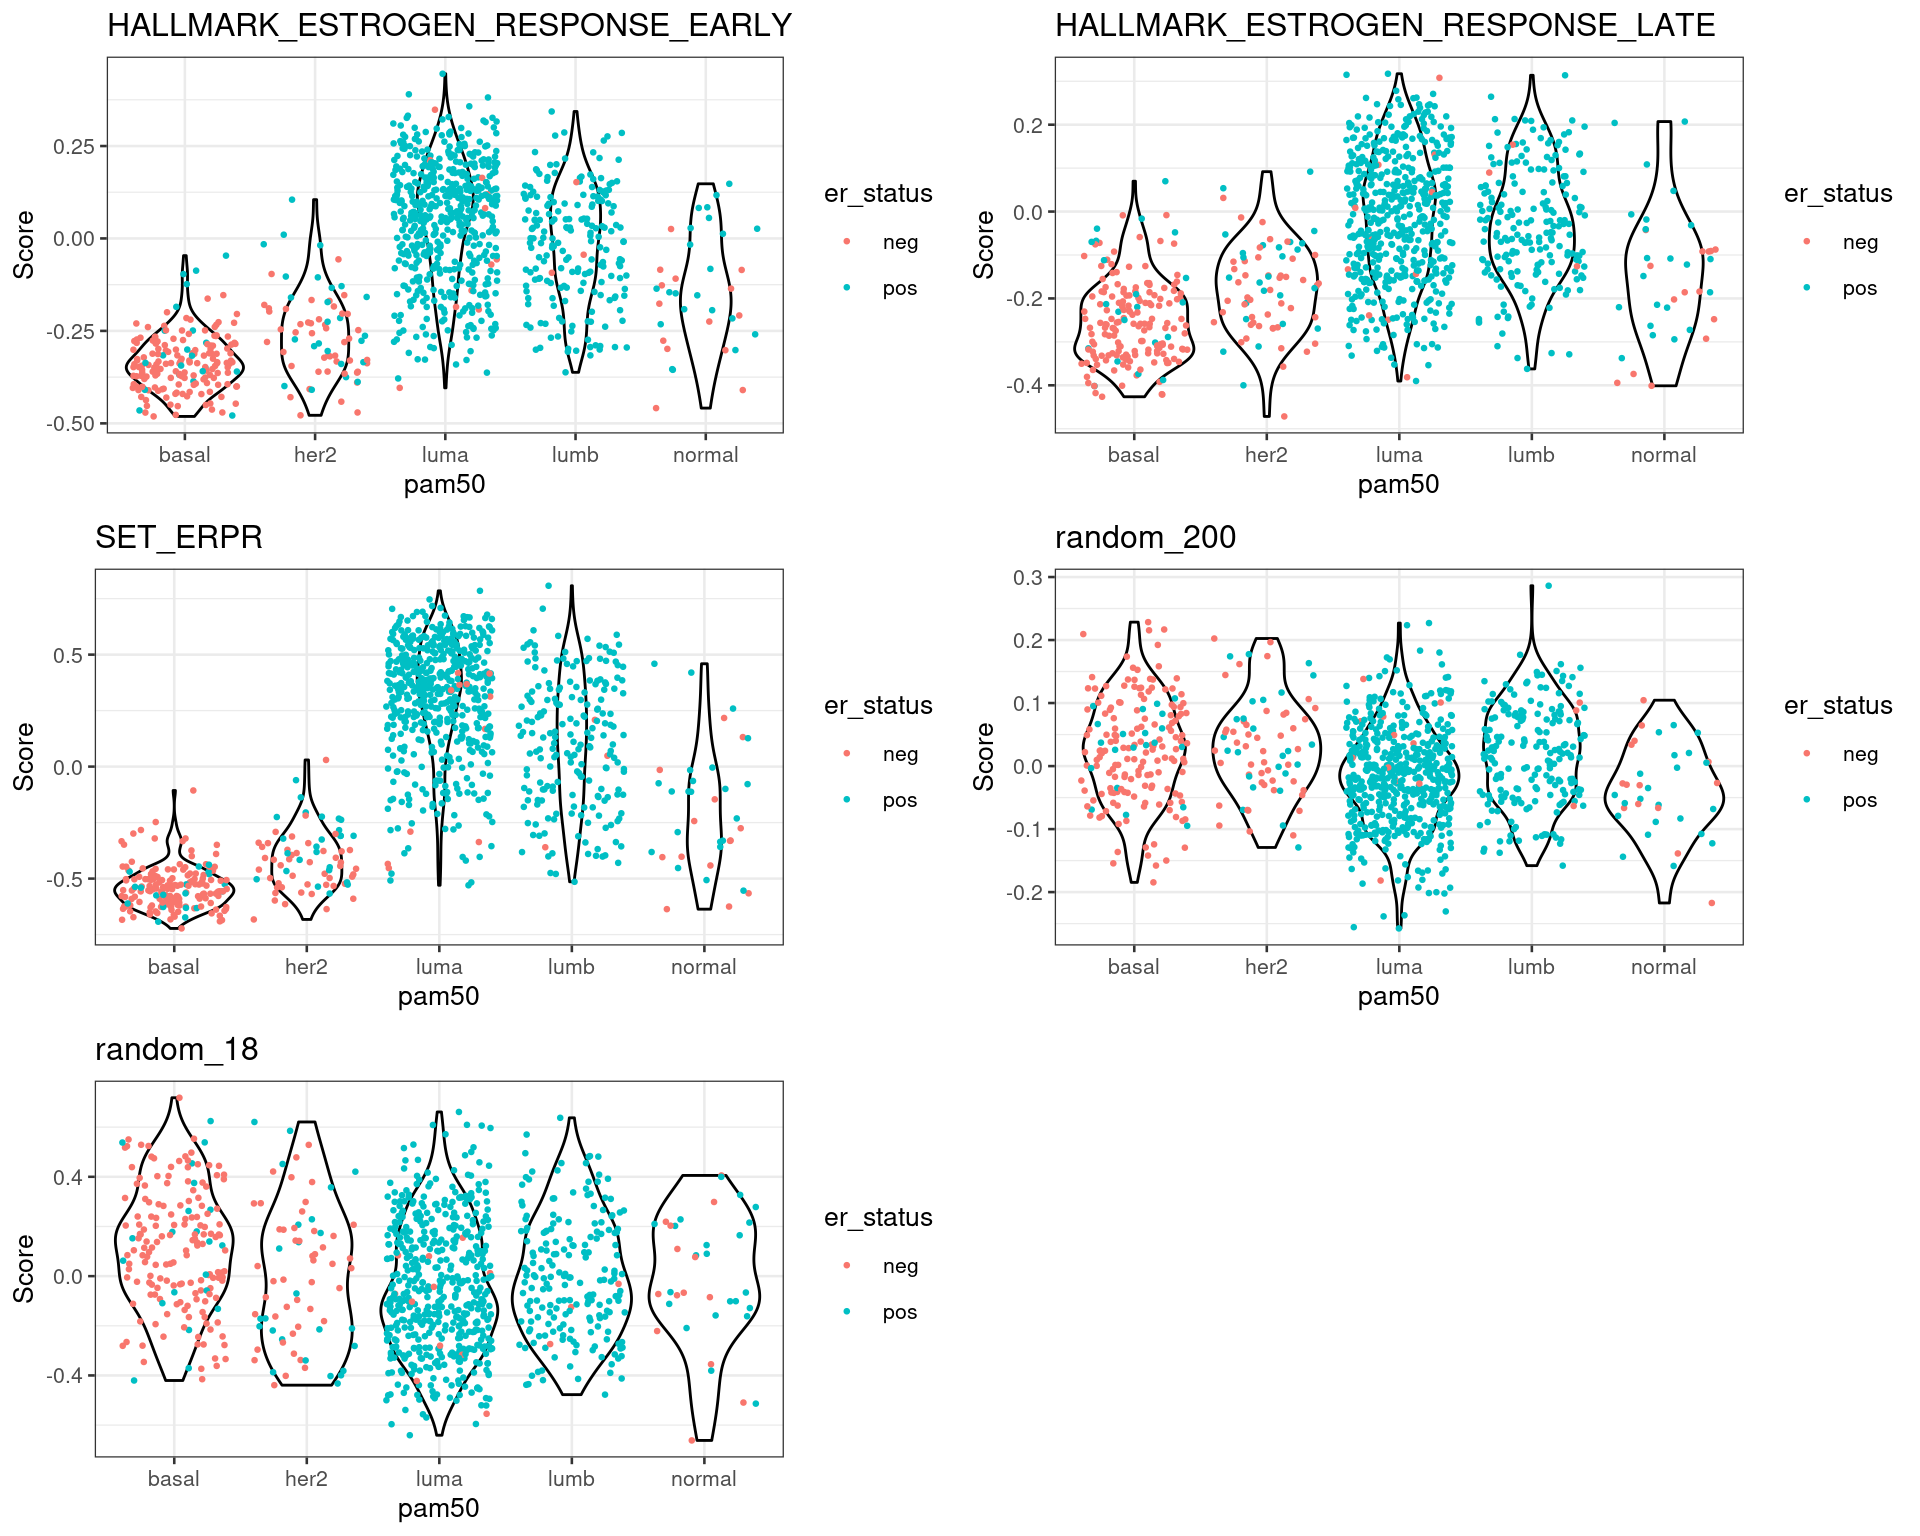 HALLMARK_ESTROGEN_RESPONSE_EARLY
Score
0.25
0.00
-0.25
-0.50
basal her2 luma lumb normal
pam50
er_status
neg
pos
HALLMARK_ESTROGEN_RESPONSE_LATE
Score
0.2
0.0
-0.2
-0.4
basal her2 luma lumb normal
pam50
er_status
neg
pos
SET_ERPR
Score
0.5
0.0
-0.5
basal her2 luma lumb normal
pam50
er_status
neg
pos
random_200
Score
0.3
0.2
0.1
0.0
-0.1
-0.2
basal her2 luma lumb normal
pam50
er_status
neg
pos
random_18
Score
0.4
0.0
-0.4
basal her2 luma lumb normal
pam50
er_status
neg
pos